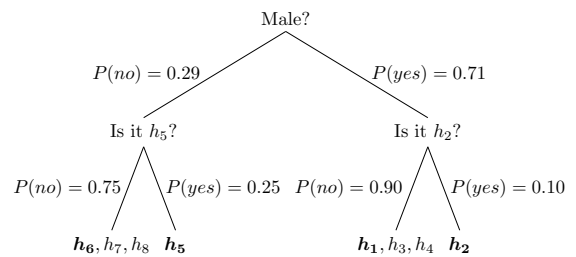 Male?
P(no) = 0.29
P(yes) = 0.71
Is it h₅?
Is it h₂?
P(no) = 0.75
P(yes) = 0.25
P(no) = 0.90
P(yes) = 0.10
h₆, h₇, h₈
h₅
h₁, h₃, h₄
h₂